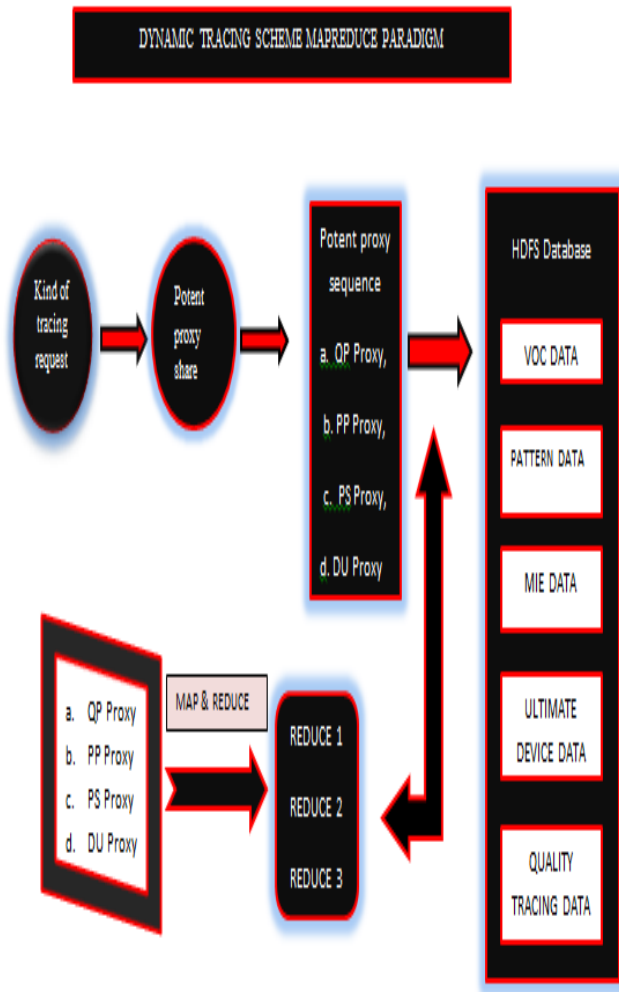 DYNAMIC TRACING SCHEME MAPREDUCE PARADIGM
Kind of
tracing
request
Potent
proxy
share
Potent proxy
sequence
a. QP Proxy,
b. PP Proxy,
c. PS Proxy,
d. DU Proxy
HDFS Database
VOC DATA
PATTERN DATA
MIE DATA
ULTIMATE
DEVICE DATA
QUALITY
TRACING DATA
a. QP Proxy
b. PP Proxy
c. PS Proxy
d. DU Proxy
MAP & REDUCE
REDUCE 1
REDUCE 2
REDUCE 3